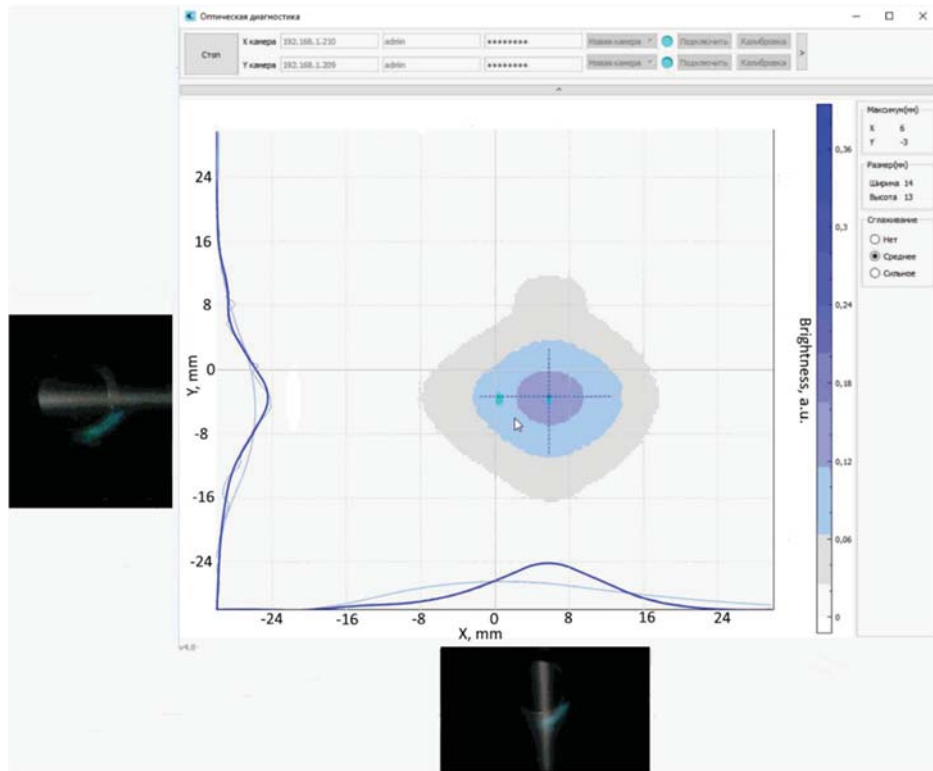 Оптическая диагностика
Стоп
X камера 192.168.1.210 admin ******** Новая камера Подключить Калибровка >
Y камера 192.168.1.209 admin ******** Новая камера Подключить Калибровка
Максимум(мм)
X 6
Y -3
Размер(мм)
Ширина 14
Высота 13
Сглаживание
Нет
Среднее
Сильное
24
16
8
0
-8
-16
-24
Y, mm
-24 -16 -8 0 8 16 24
X, mm
0,36
0,3
0,24
0,18
0,12
0,06
0
Brightness, a.u.
v4.0